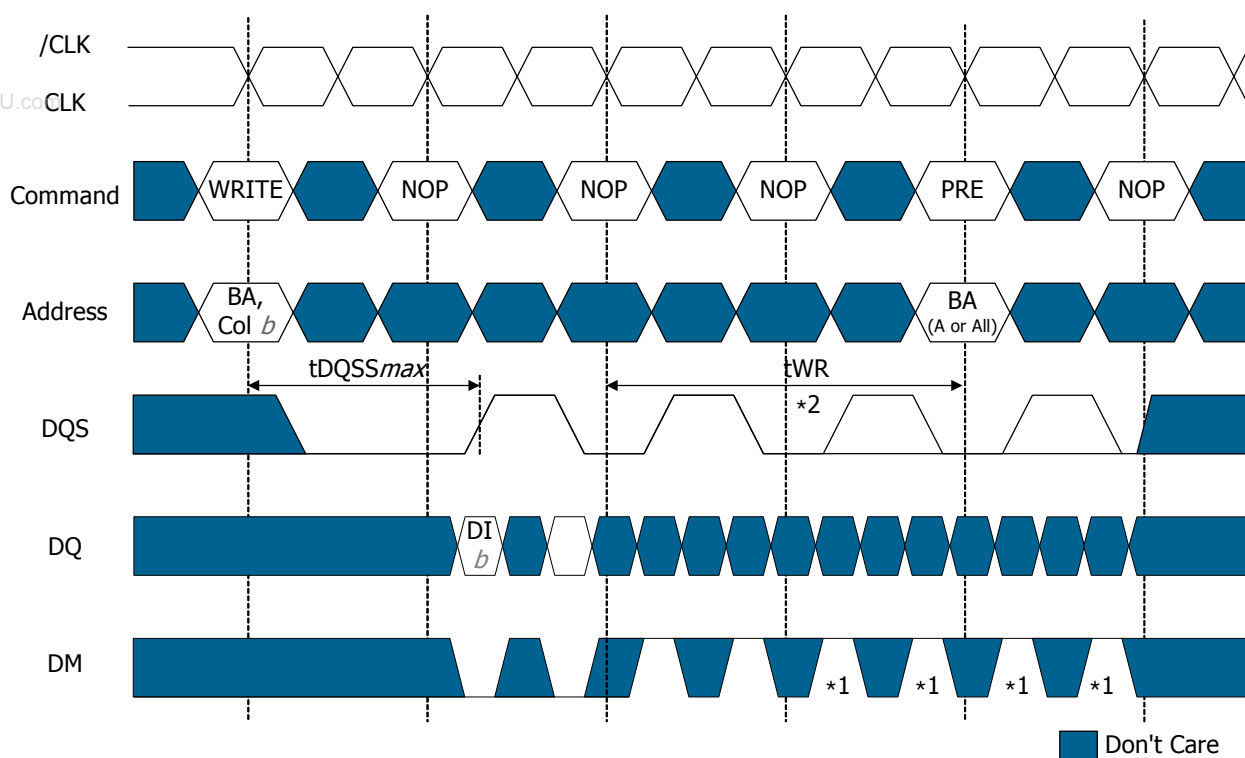 /CLK
U.com
CLK
Command
WRITE
NOP
NOP
NOP
PRE
NOP
Address
BA,
Col b
BA
(A or All)
tDQSSmax
tWR
*2
DQS
DQ
DI
b
DM
*1
*1
*1
*1
Don't Care